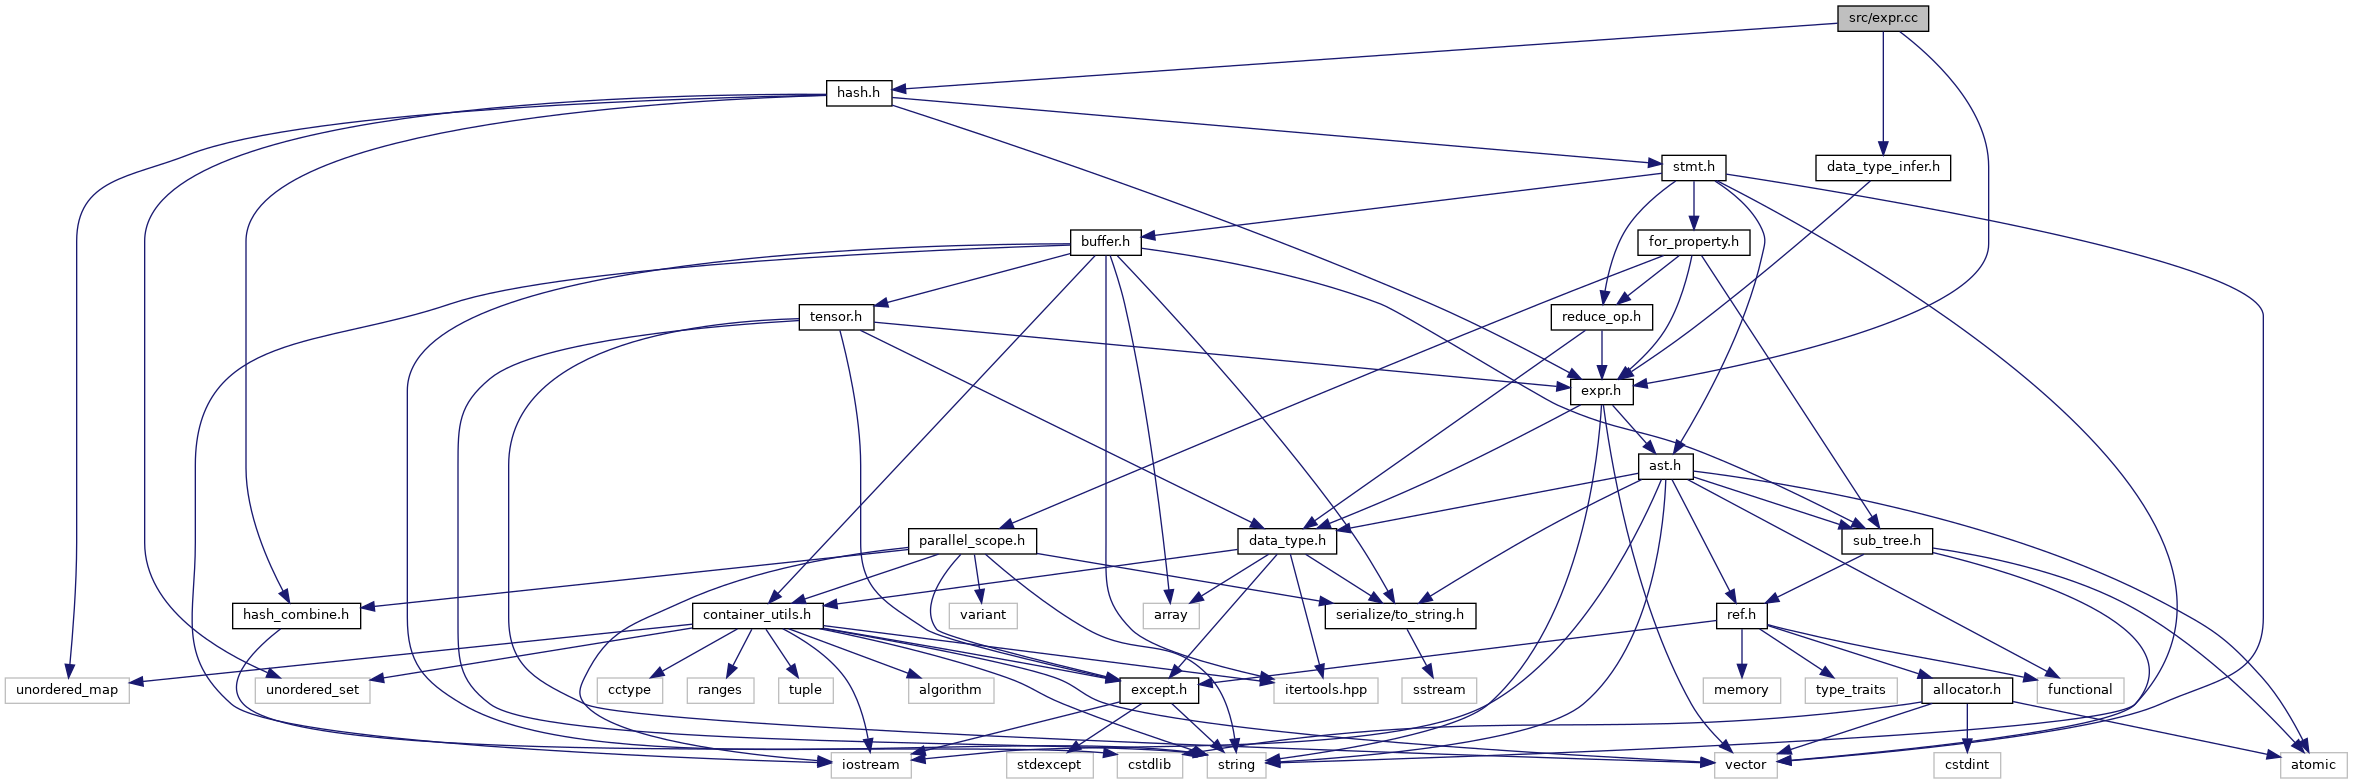 src/expr.cc
hash.h
stmt.h
data_type_infer.h
buffer.h
for_property.h
tensor.h
reduce_op.h
expr.h
ast.h
parallel_scope.h
data_type.h
sub_tree.h
hash_combine.h
container_utils.h
variant
array
serialize/to_string.h
ref.h
unordered_map
unordered_set
cctype
ranges
tuple
algorithm
except.h
itertools.hpp
sstream
memory
type_traits
allocator.h
functional
iostream
stdexcept
cstdlib
string
vector
cstdint
atomic